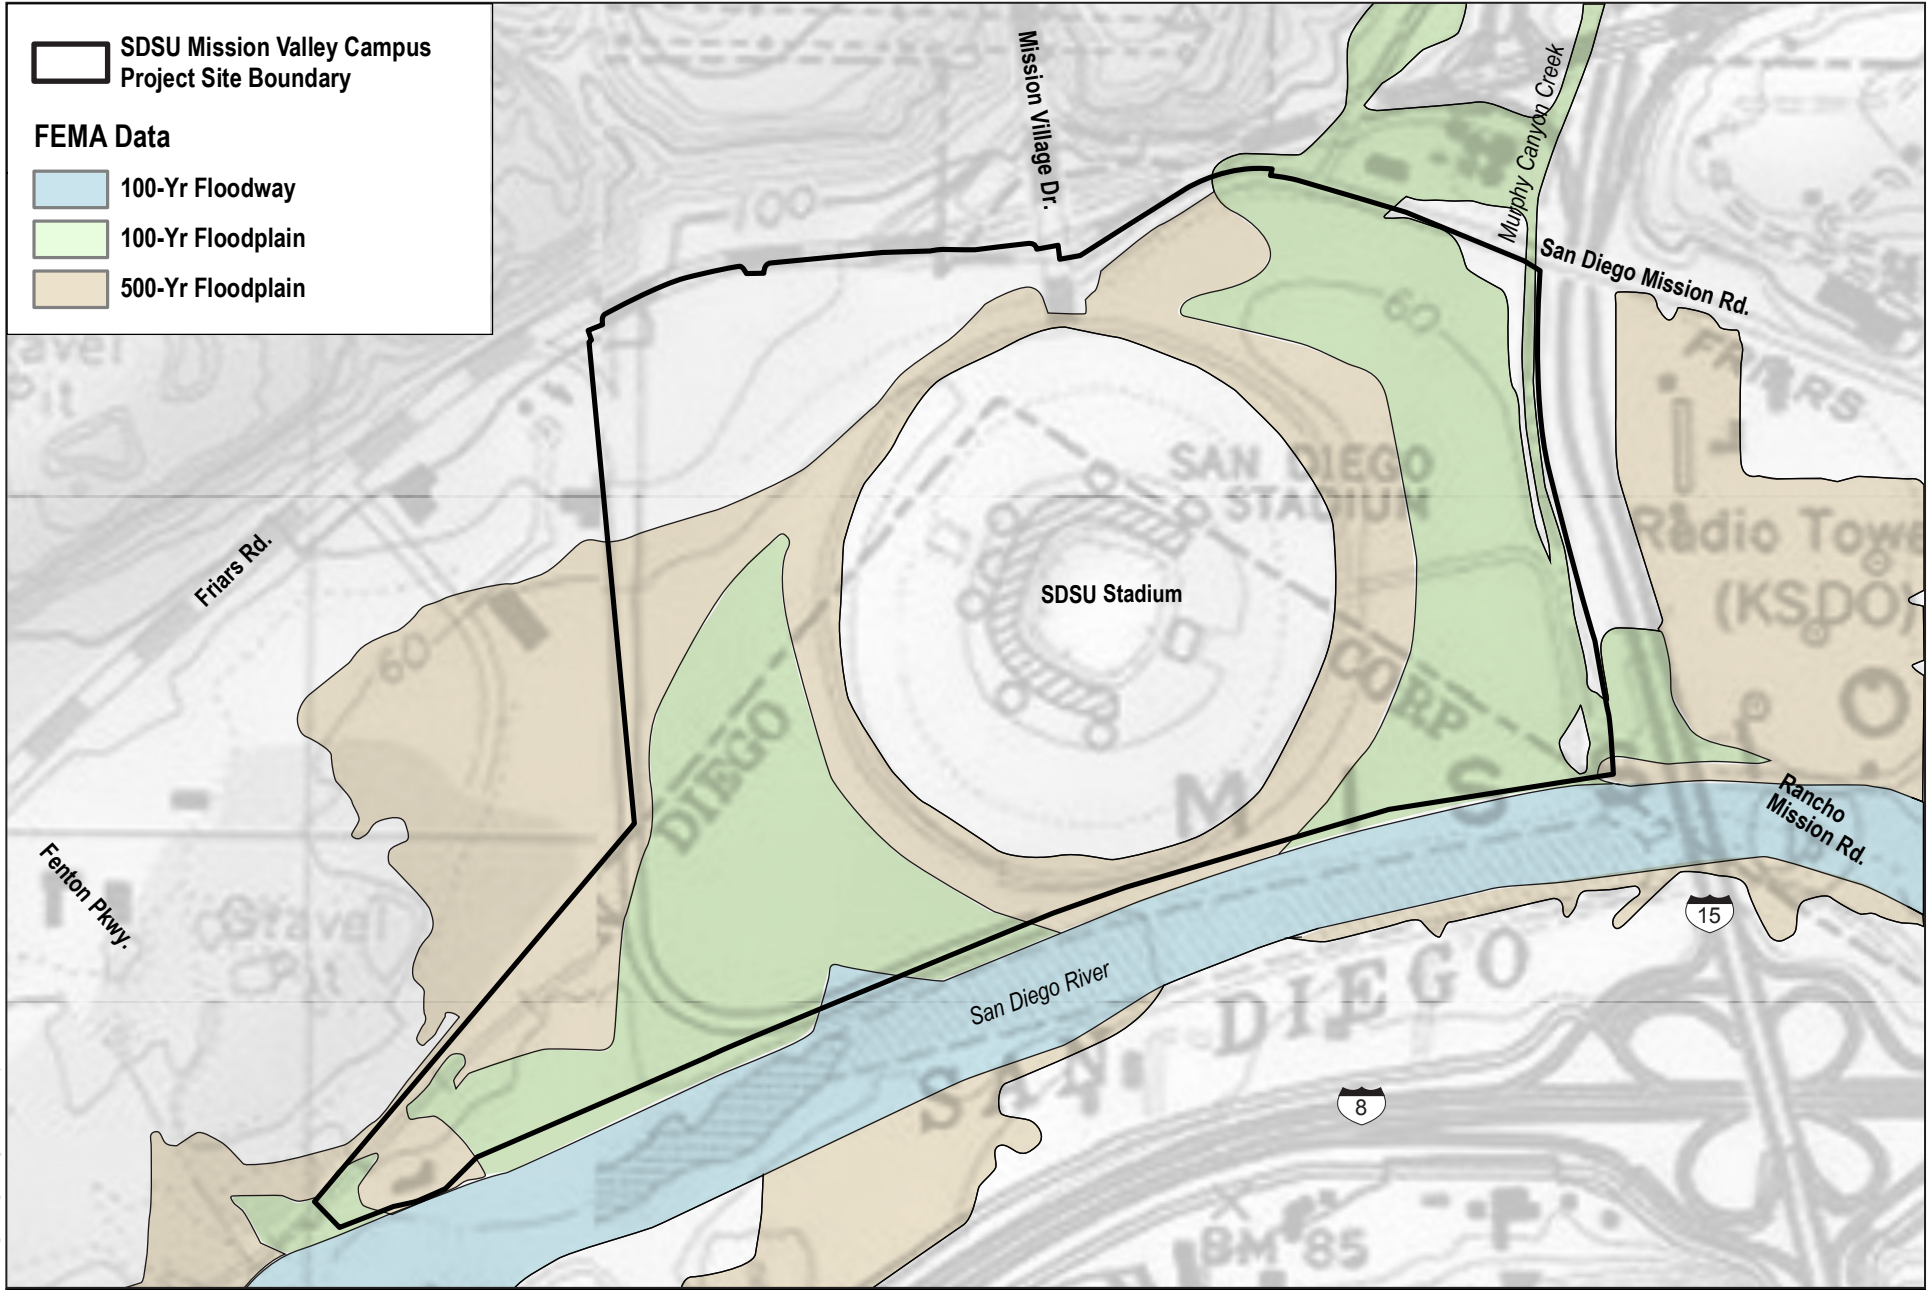 SDSU Mission Valley Campus
Project Site Boundary
FEMA Data
100-Yr Floodway
100-Yr Floodplain
500-Yr Floodplain
Mission Village Dr.
Murphy Canyon Creek
San Diego Mission Rd.
100
60
FRIARS
SAN DIEGO
STADIUM
Radio Towe
(KSDO)
Friars Rd.
SDSU Stadium
60
DIEGO
CORP
M I S
Rancho
Mission Rd.
Fenton Pkwy.
Gravel
Pit
15
San Diego River
SAN DIEGO
8
BM 85